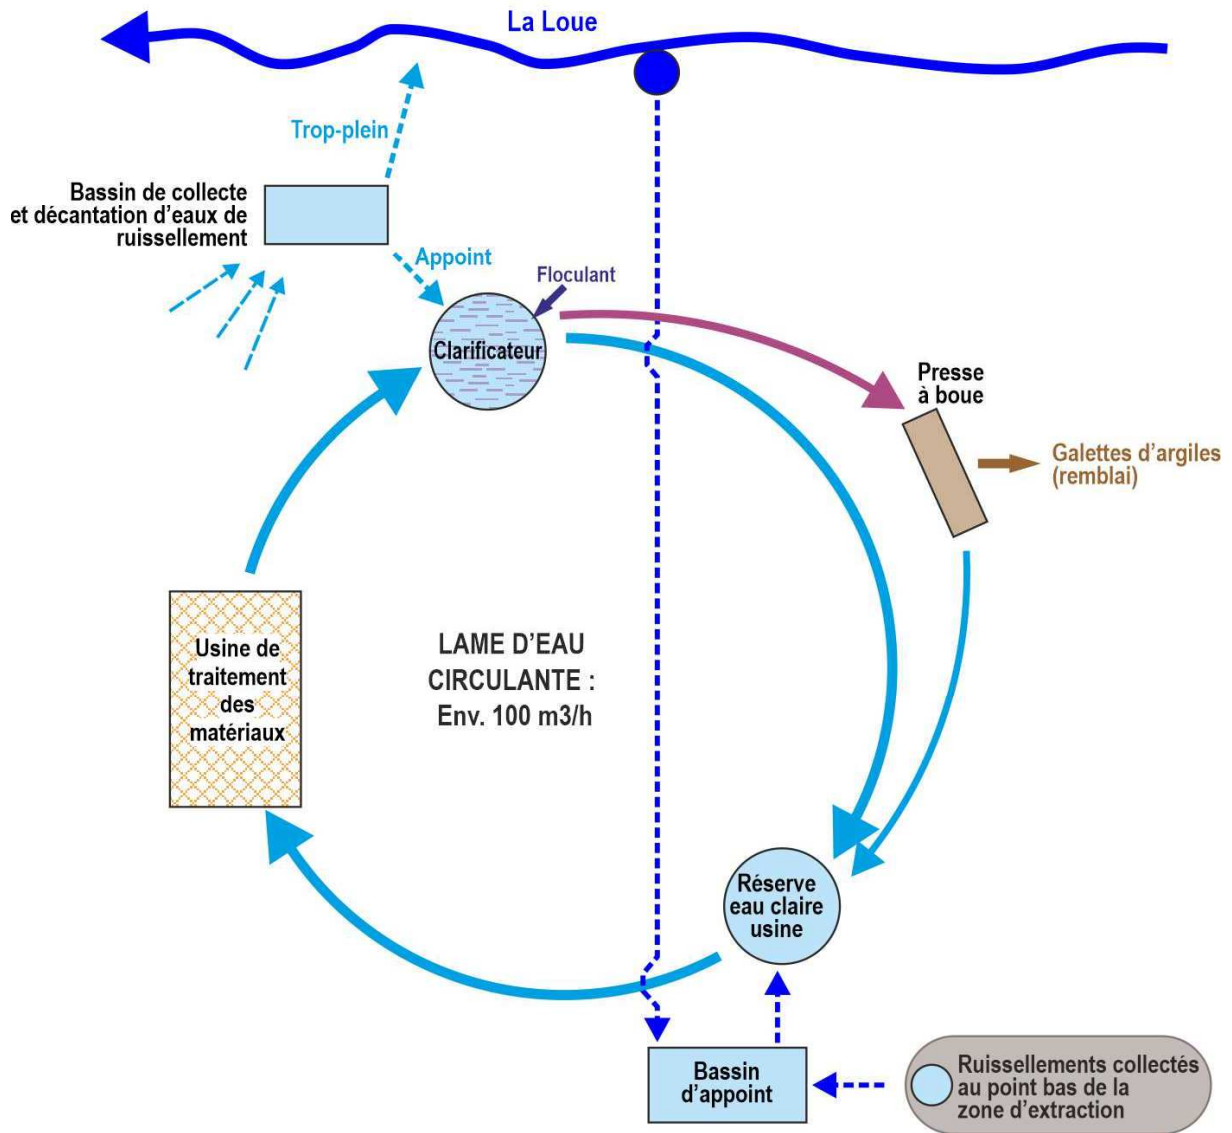 La Loue
Trop-plein
Bassin de collecte
et décantation d'eaux de
ruissellement
Appoint
Floculant
Clarificateur
Presse
à boue
Galettes d'argiles
(remblai)
Usine de
traitement
des
matériaux
LAME D'EAU
CIRCULANTE :
Env. 100 m3/h
Réserve
eau claire
usine
Bassin
d'appoint
Ruissellements collectés
au point bas de la
zone d'extraction